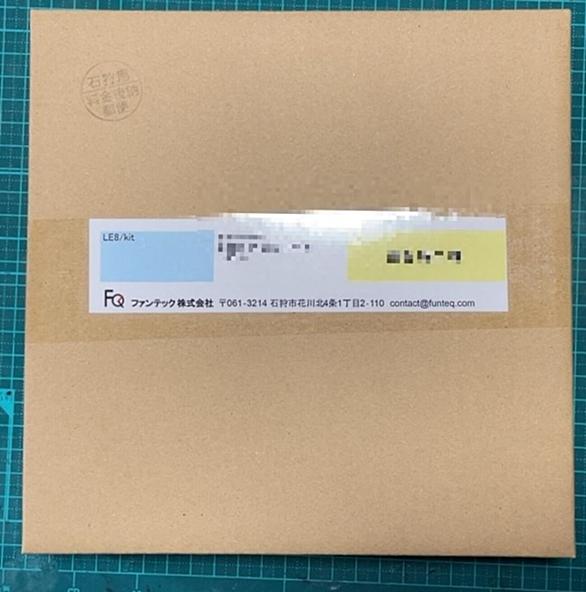 石狩局
料金後納
郵便
LE8/kit
FQ ファンテック株式会社 〒061-3214 石狩市花川北4条1丁目2-110 contact@funteq.com